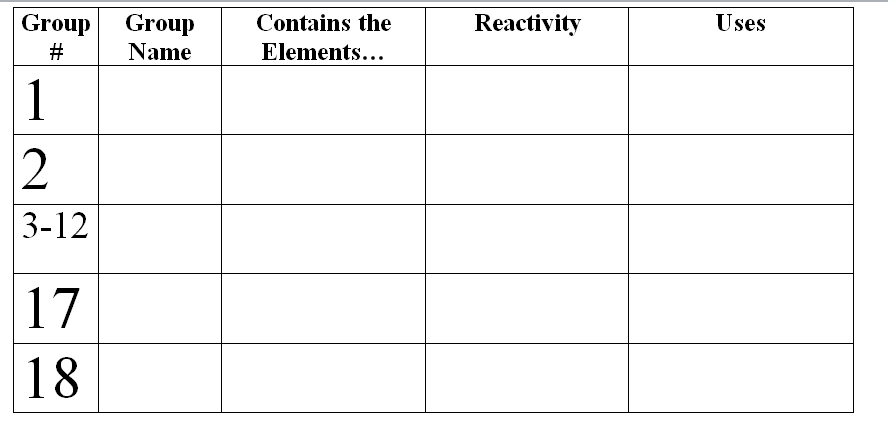 Group #
Group Name
Contains the Elements…
Reactivity
Uses
1
2
3-12
17
18